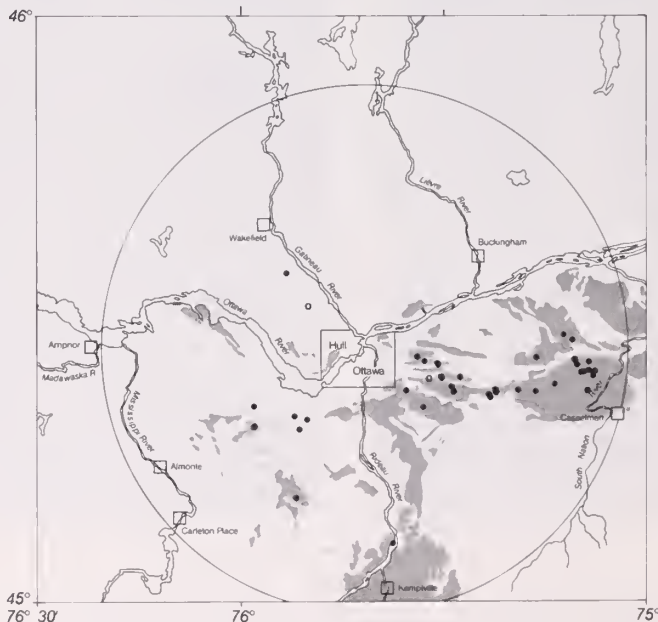 46°
Lièvre River
Wakefield
Gatineau River
Buckingham
Ottawa River
Arnprior
Hull
Ottawa
Madawaska R
Mississippi River
River
Casselman
South Nation
Almonte
Rideau River
Carleton Place
Kemptville
45°
76° 30'
76°
75°